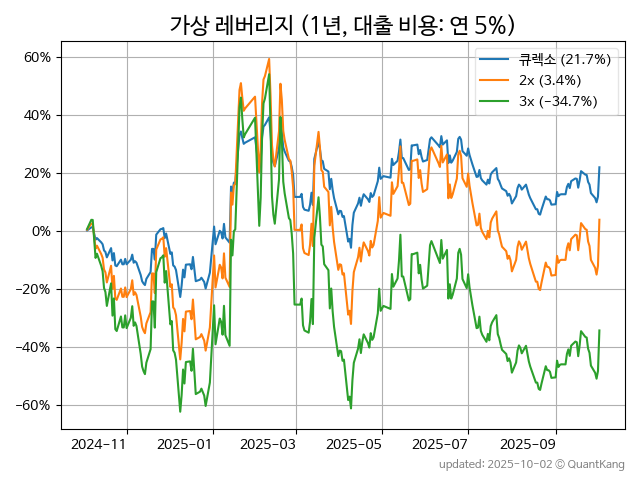 가상 레버리지 (1년, 대출 비용: 연 5%)
큐렉소 (21.7%)
2x (3.4%)
3x (−34.7%)
60%
40%
20%
0%
−20%
−40%
−60%
2024-11
2025-01
2025-03
2025-05
2025-07
2025-09
updated: 2025-10-02 © QuantKang